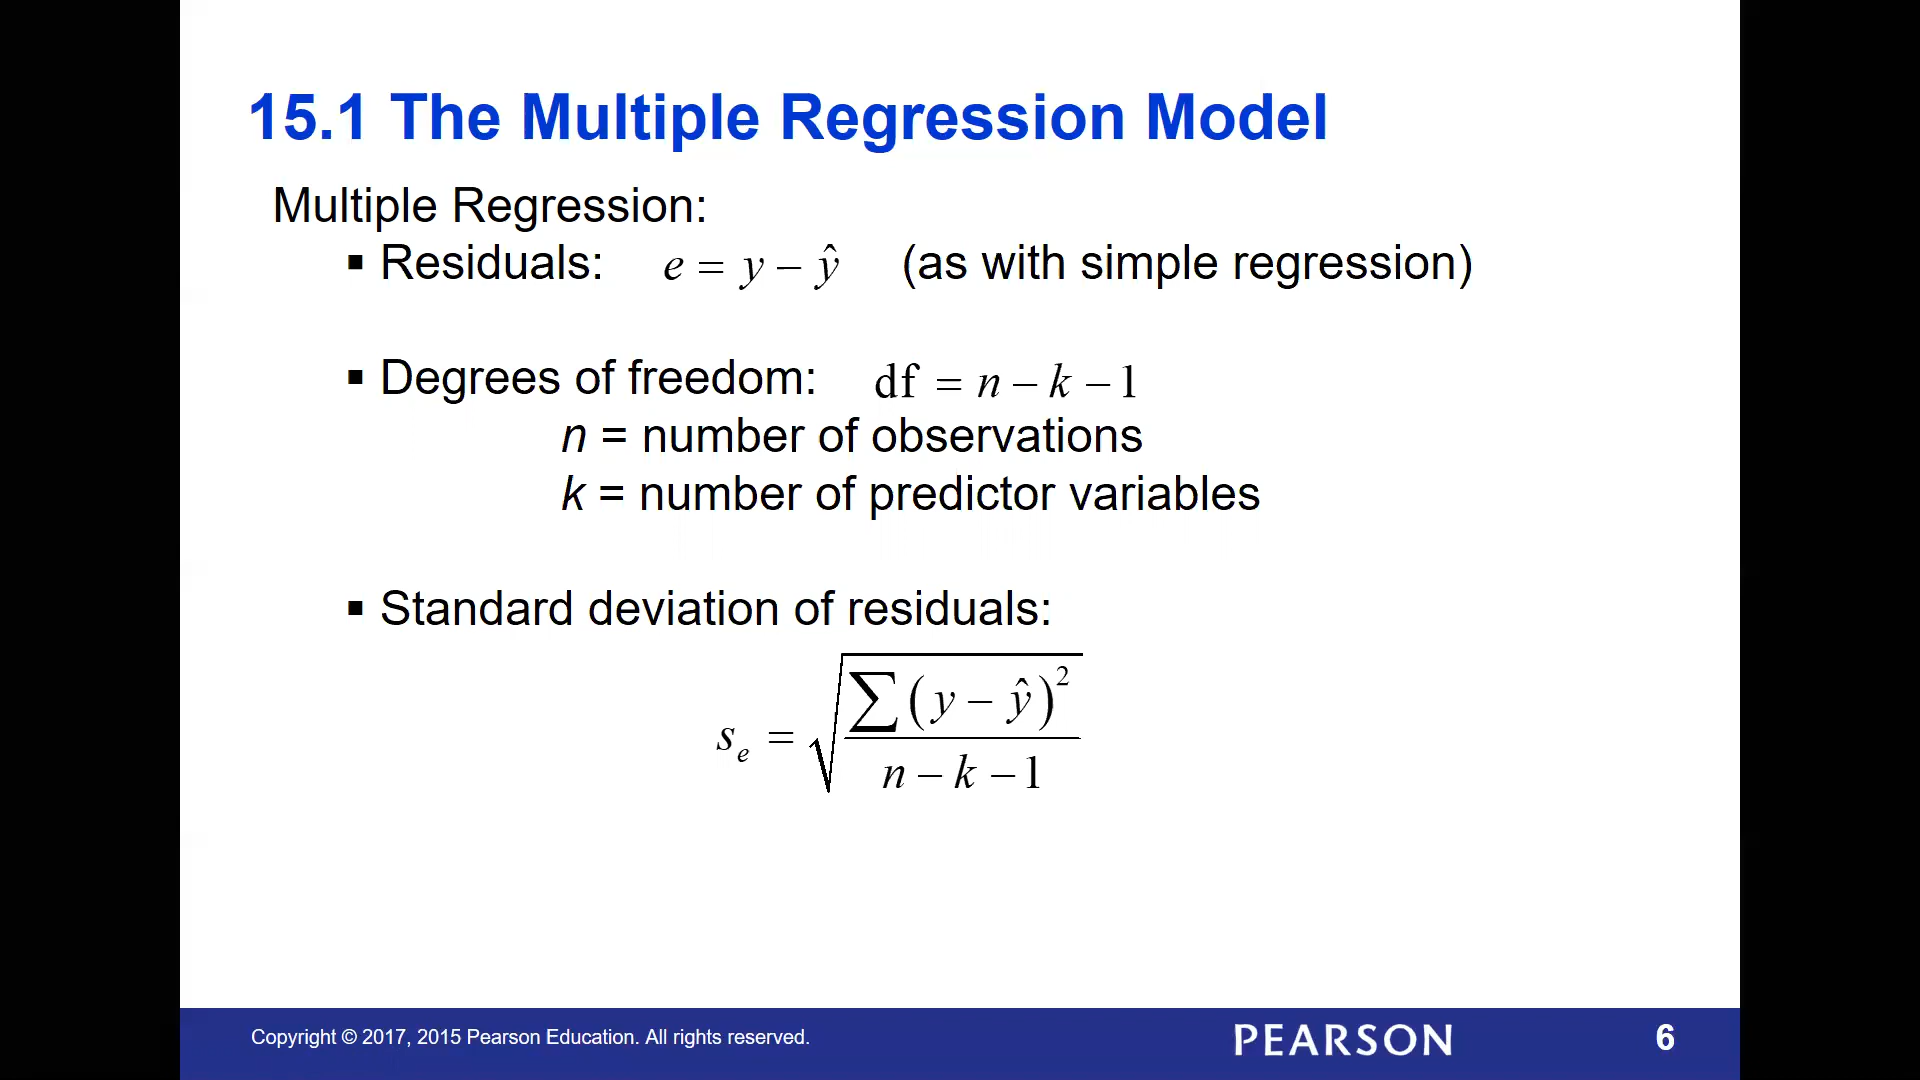 15.1 The Multiple Regression Model
Multiple Regression:
▪ Residuals: e = y − ŷ (as with simple regression)
▪ Degrees of freedom: df = n − k − 1
n = number of observations
k = number of predictor variables
▪ Standard deviation of residuals:
s_e = √(∑(y − ŷ)² / (n − k − 1))
Copyright © 2017, 2015 Pearson Education. All rights reserved. PEARSON 6